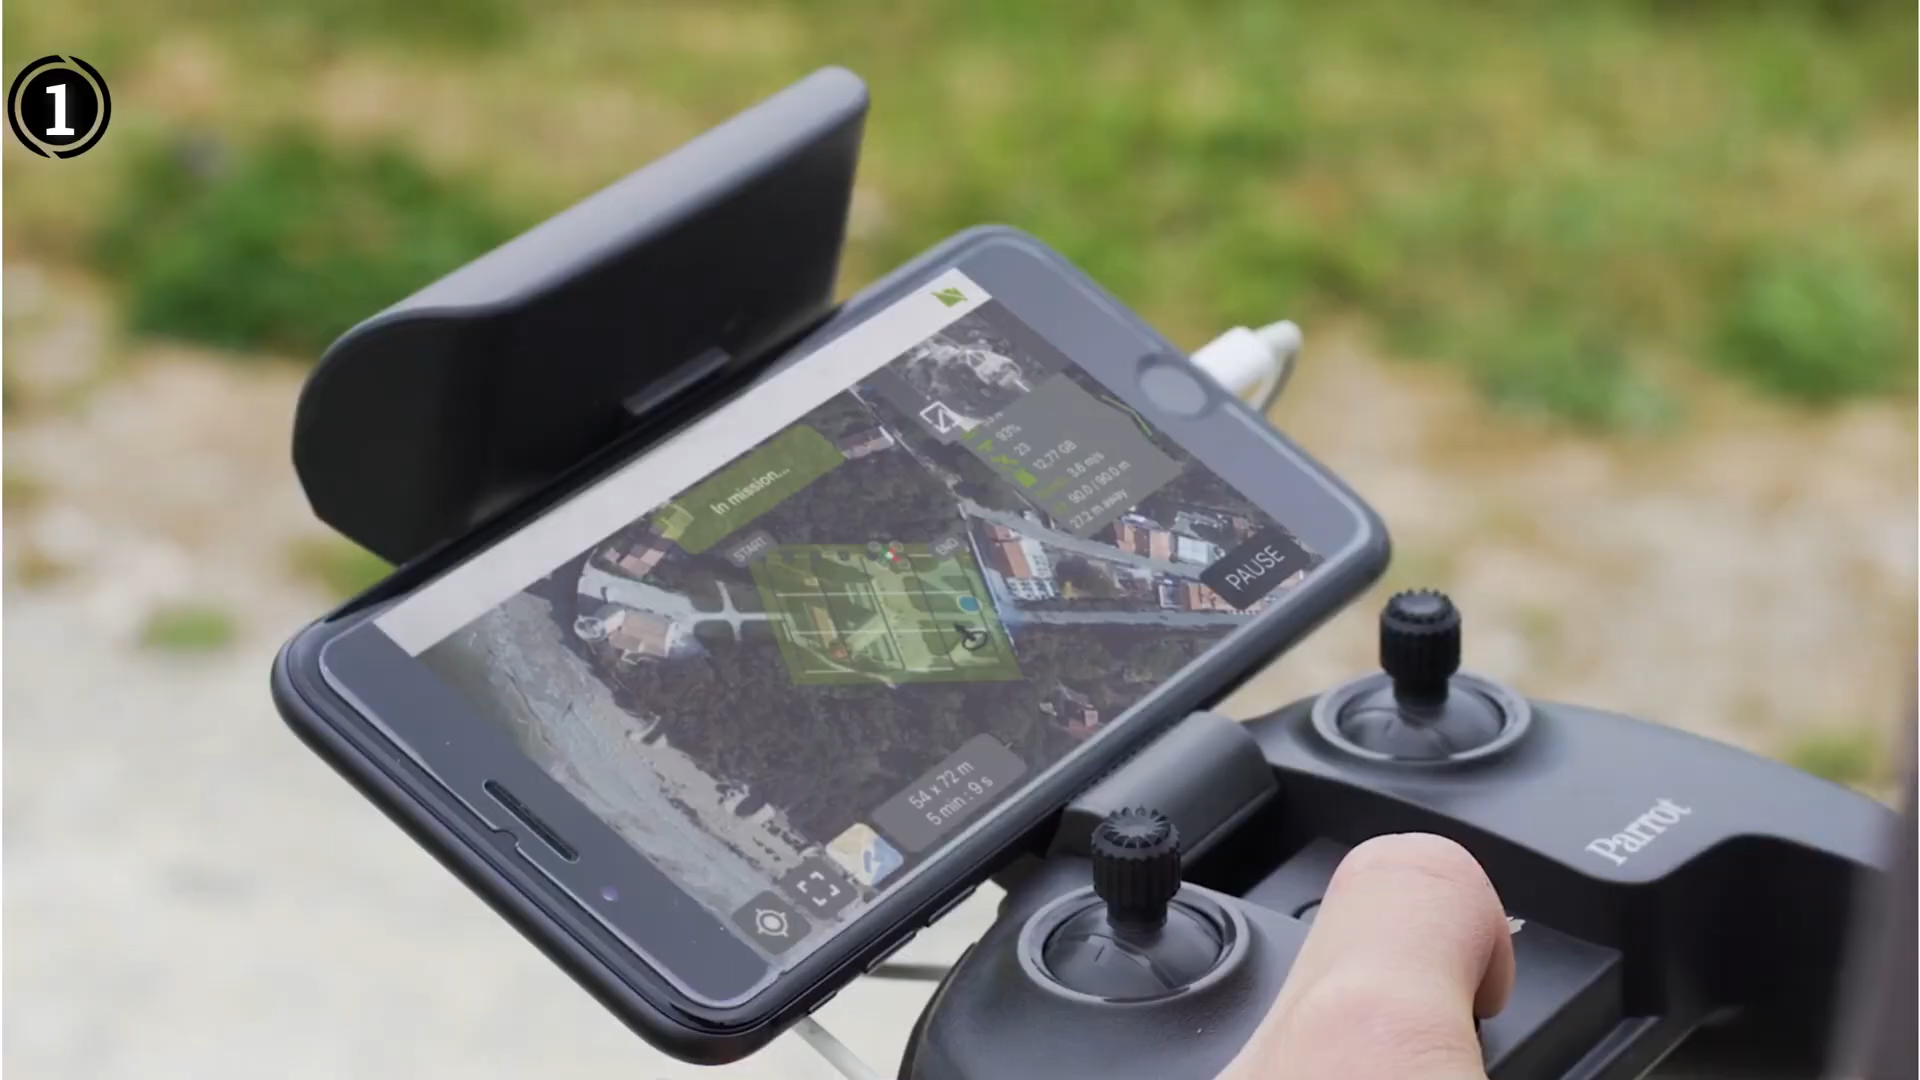 1
In mission...
START
END
93%
23
12.77 GB
3.6 m/s
90.0 / 90.0 m
27.2 m away
PAUSE
54 x 72 m
5 min : 9 s
Parrot